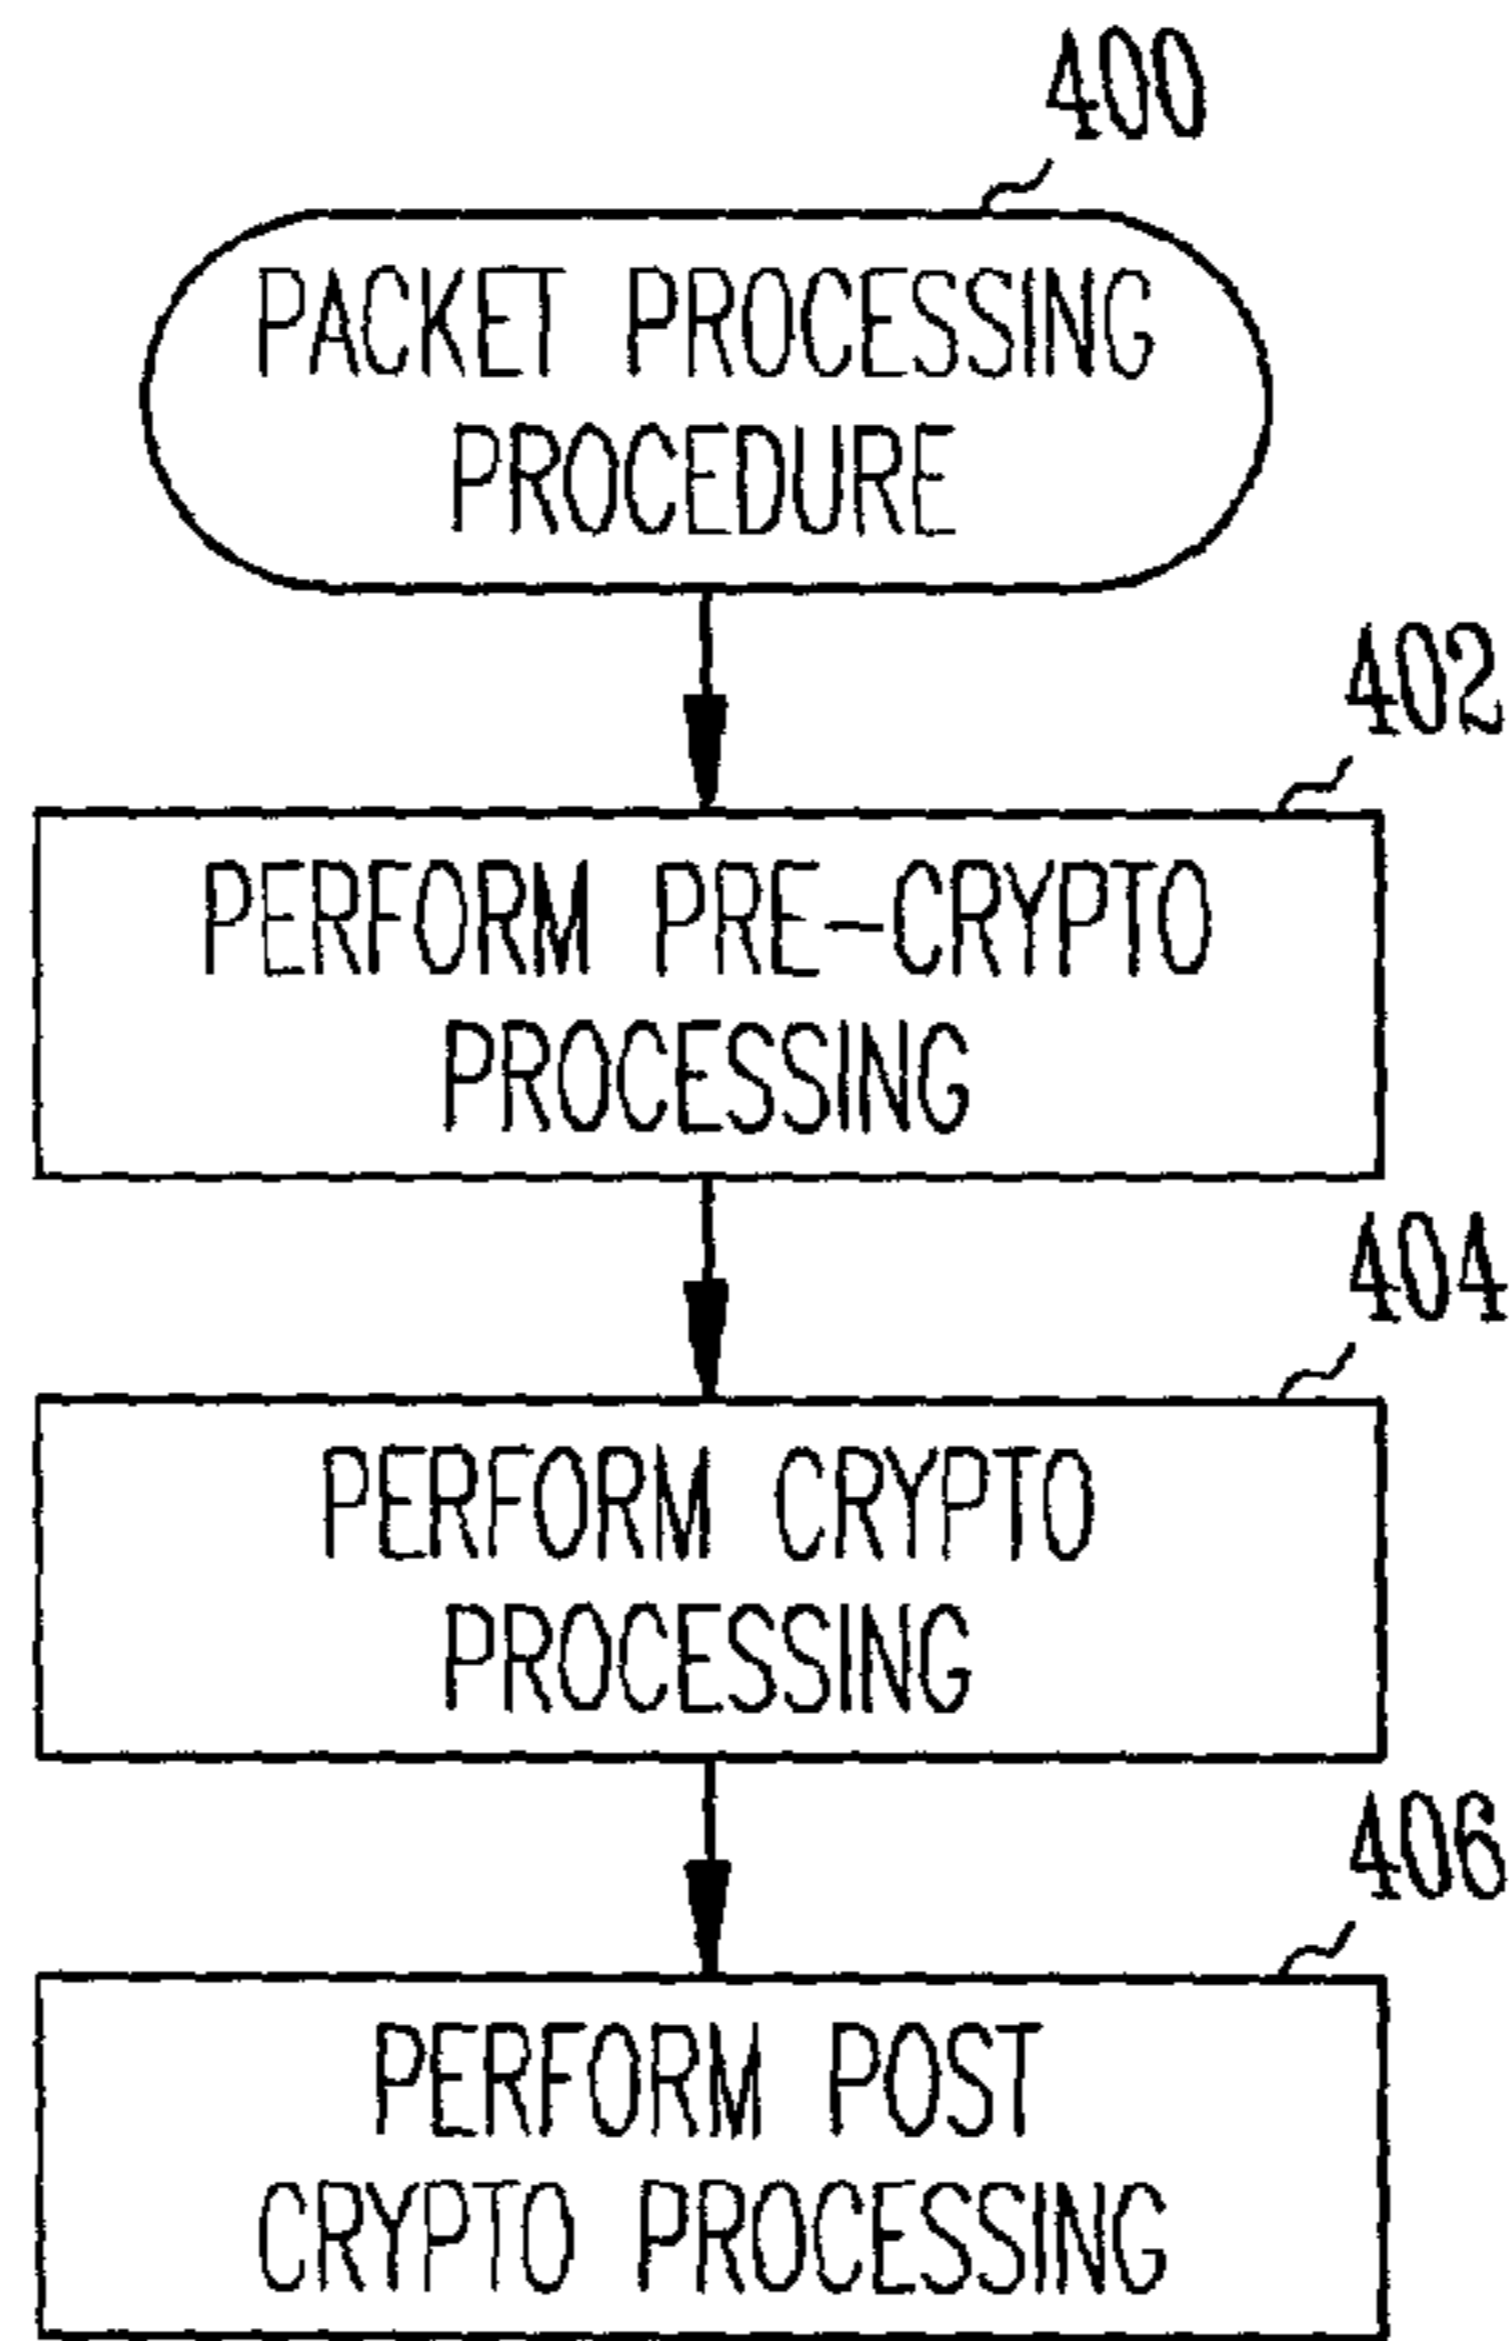 400
PACKET PROCESSING
PROCEDURE
402
PERFORM PRE-CRYPTO
PROCESSING
404
PERFORM CRYPTO
PROCESSING
406
PERFORM POST
CRYPTO PROCESSING